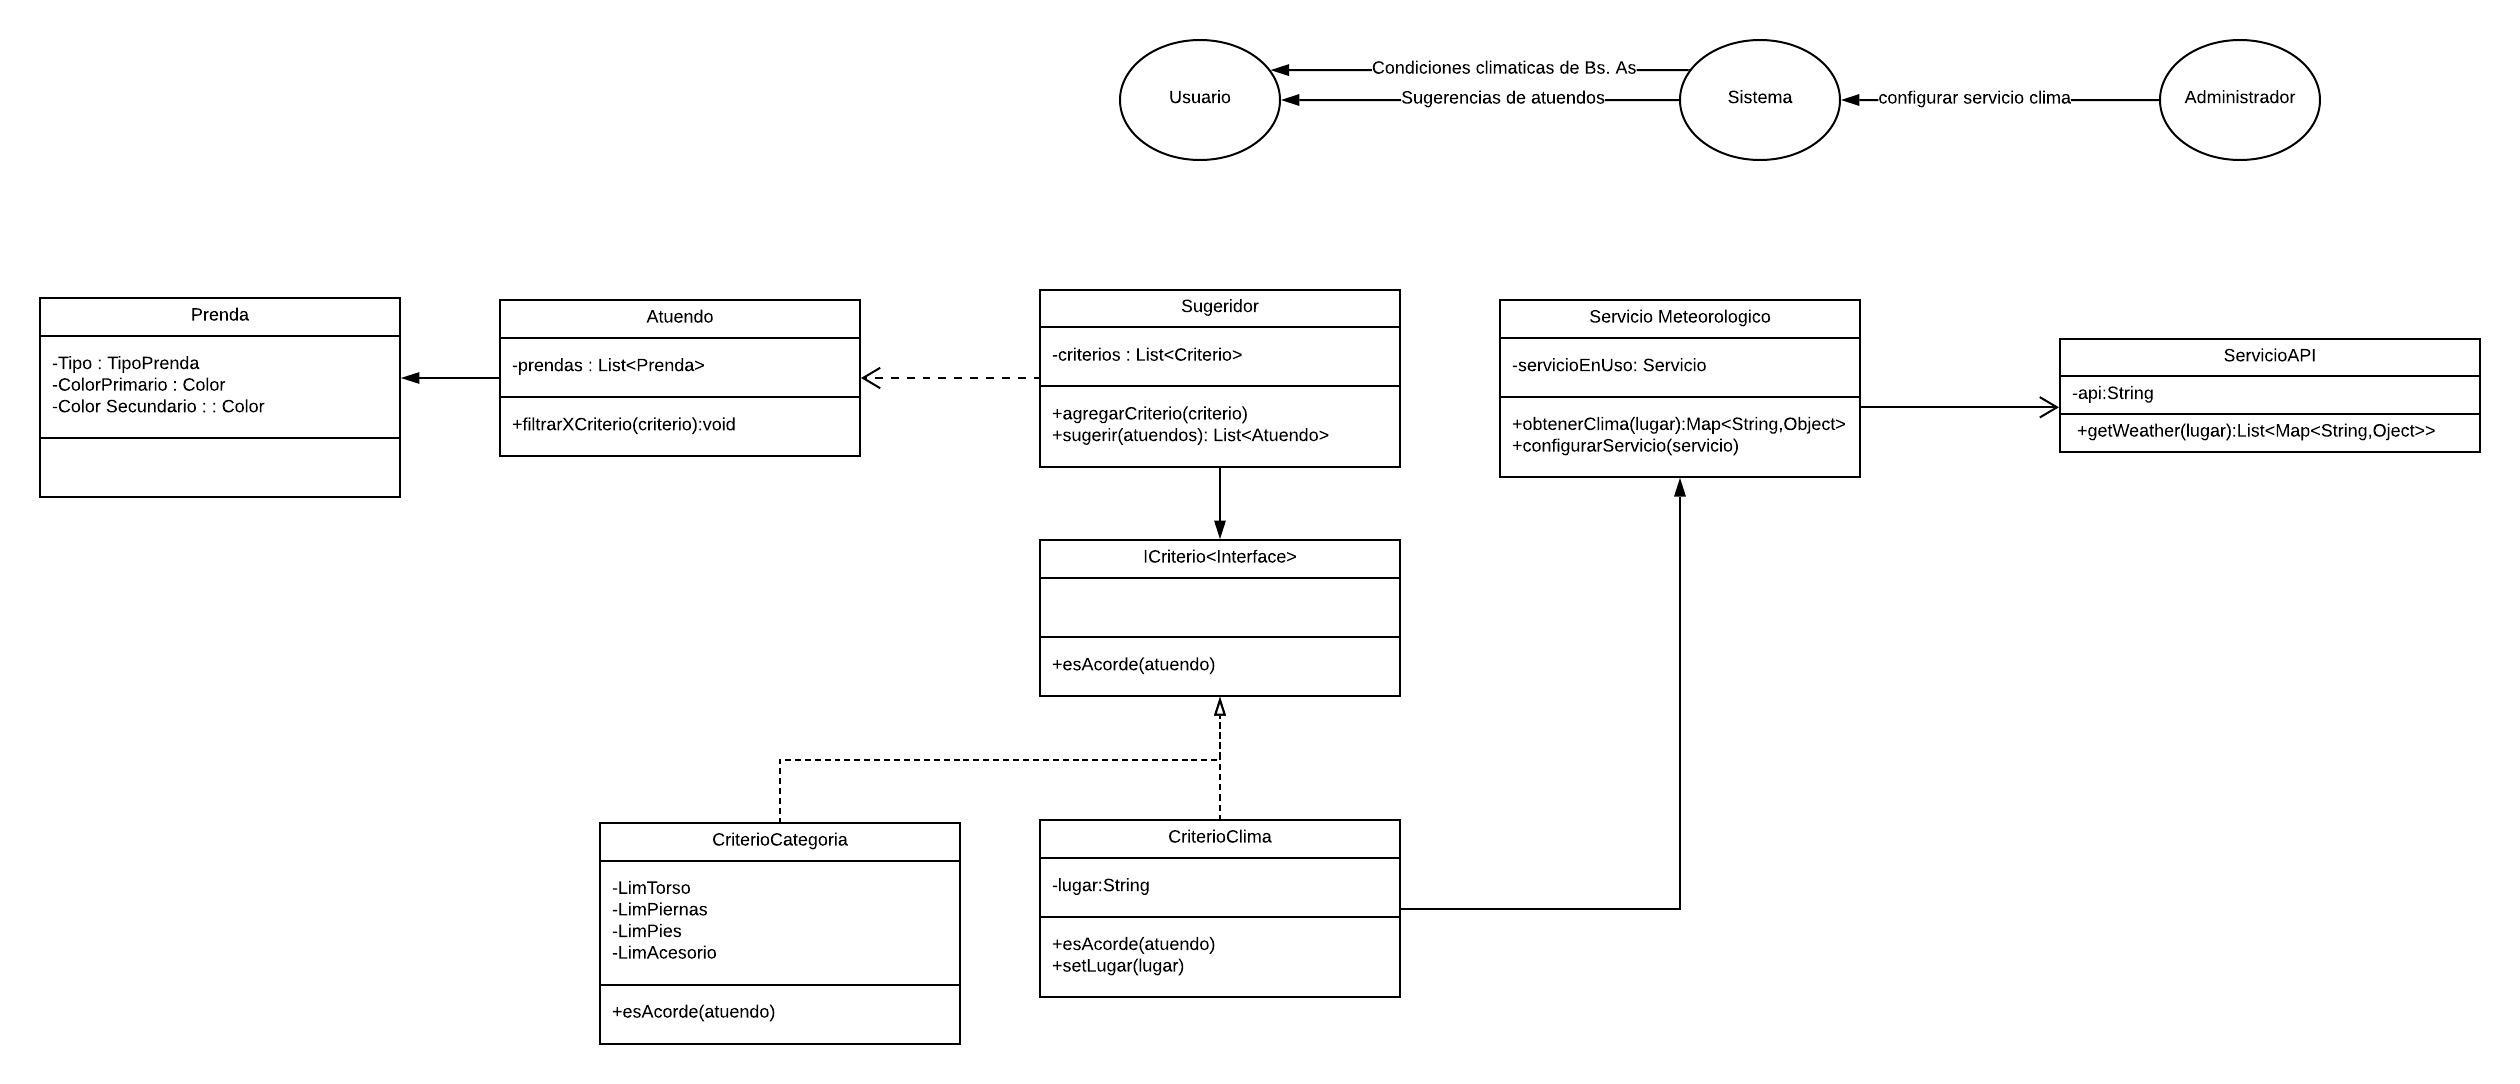 Condiciones climaticas de Bs. As
Usuario
Sugerencias de atuendos
Sistema
configurar servicio clima
Administrador
Prenda
-Tipo : TipoPrenda
-ColorPrimario : Color
-Color Secundario : : Color
Atuendo
-prendas : List<Prenda>
+filtrarXCriterio(criterio):void
Sugeridor
-criterios : List<Criterio>
+agregarCriterio(criterio)
+sugerir(atuendos): List<Atuendo>
Servicio Meteorologico
-servicioEnUso: Servicio
+obtenerClima(lugar):Map<String,Object>
+configurarServicio(servicio)
ServicioAPI
-api:String
+getWeather(lugar):List<Map<String,Oject>>
ICriterio<Interface>
+esAcorde(atuendo)
CriterioCategoria
-LimTorso
-LimPiernas
-LimPies
-LimAcesorio
+esAcorde(atuendo)
CriterioClima
-lugar:String
+esAcorde(atuendo)
+setLugar(lugar)